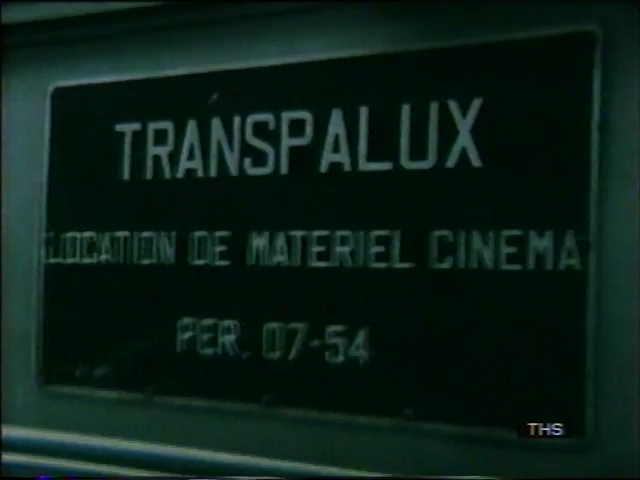 TRANSPALUX
LOCATION DE MATERIEL CINEMA
PER. 07-54
THS